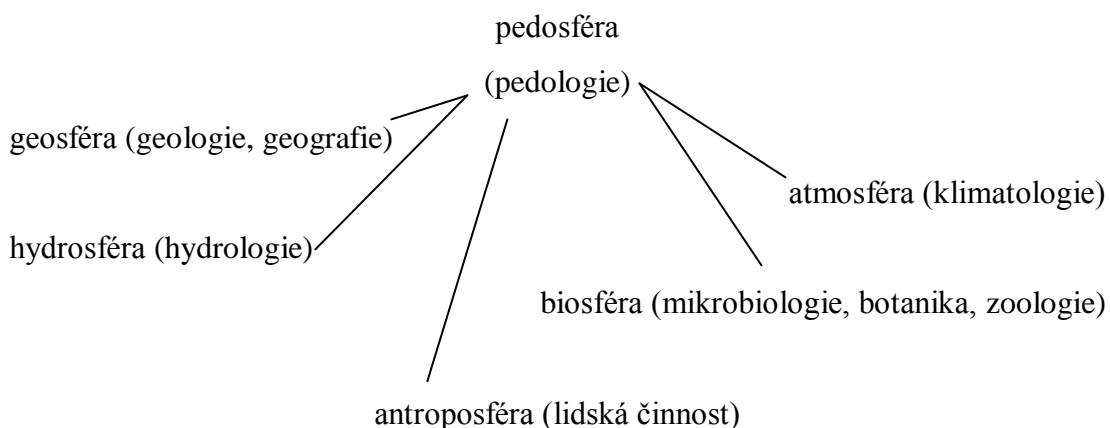 pedosféra
(pedologie)
geosféra (geologie, geografie)
atmosféra (klimatologie)
hydrosféra (hydrologie)
biosféra (mikrobiologie, botanika, zoologie)
antroposféra (lidská činnost)